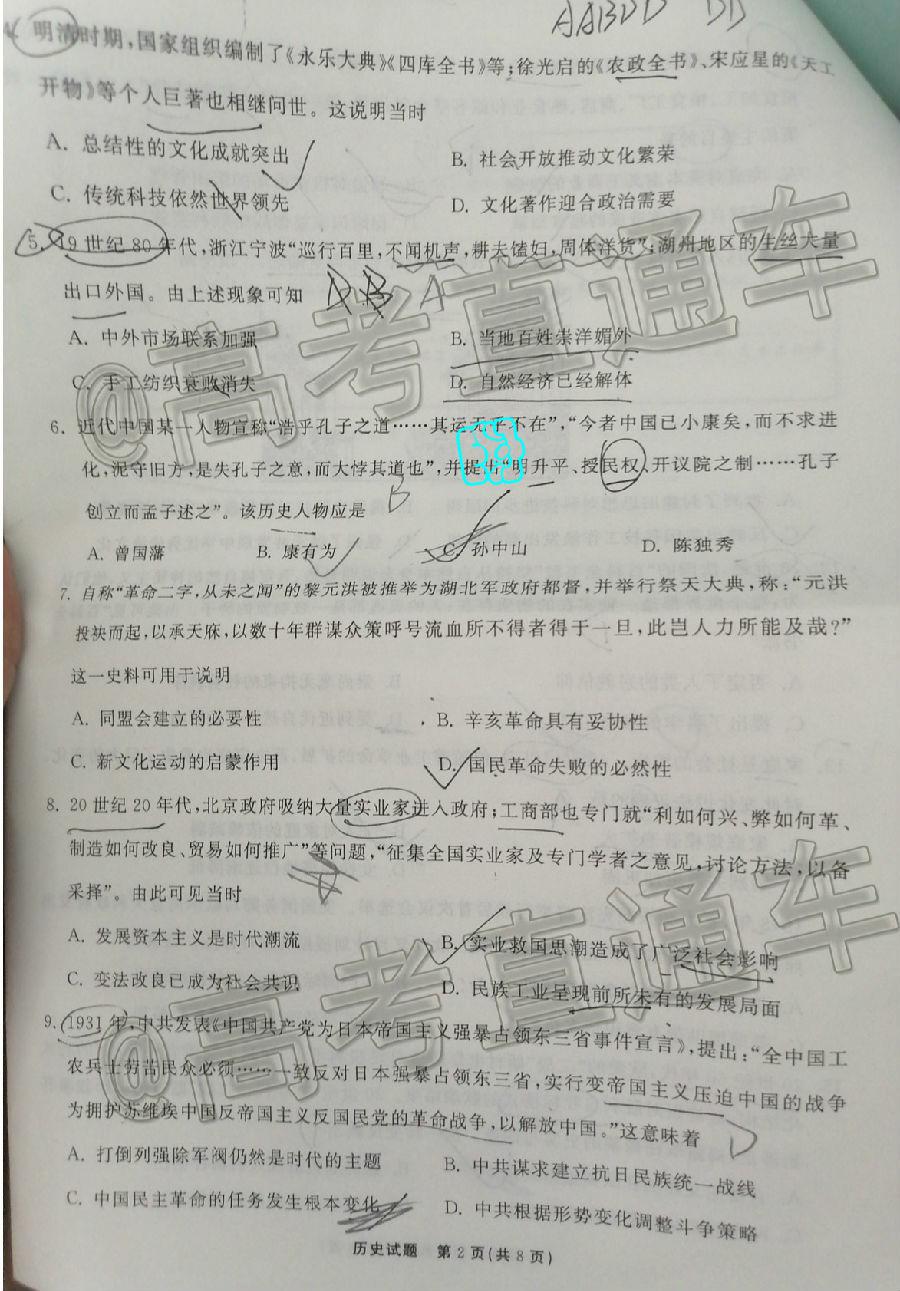 AABDD BD
4. 明清时期,国家组织编制了《永乐大典》《四库全书》等;徐光启的《农政全书》、宋应星的《天工
开物》等个人巨著也相继问世。这说明当时
A. 总结性的文化成就突出
B. 社会开放推动文化繁荣
C. 传统科技依然世界领先
D. 文化著作迎合政治需要
5. 19世纪80年代,浙江宁波“巡行百里,不闻机声,耕夫馌妇,周体洋货”;湖州地区的生丝大量
出口外国。由上述现象可知
A
A. 中外市场联系加强
B. 当地百姓崇洋媚外
C. 手工纺织衰败消失
D. 自然经济已经解体
6. 近代中国某一人物宣称“浩乎孔子之道……其运无乎不在”,“今者中国已小康矣,而不求进
化,泥守旧方,是失孔子之意,而大悖其道也”,并提出“明升平、授民权、开议院之制……孔子
创立而孟子述之”。该历史人物应是
B
A. 曾国藩
B. 康有为
C. 孙中山
D. 陈独秀
7. 自称“革命二字,从未之闻”的黎元洪被推举为湖北军政府都督,并举行祭天大典,称:“元洪
投袂而起,以承天庥,以数十年群谋众策呼号流血所不得者得于一旦,此岂人力所能及哉?”
这一史料可用于说明
A. 同盟会建立的必要性
B. 辛亥革命具有妥协性
C. 新文化运动的启蒙作用
D. 国民革命失败的必然性
8. 20世纪20年代,北京政府吸纳大量实业家进入政府;工商部也专门就“利如何兴、弊如何革、
制造如何改良、贸易如何推广”等问题,“征集全国实业家及专门学者之意见,讨论方法,以备
采择”。由此可见当时
A. 发展资本主义是时代潮流
B. 实业救国思潮造成了广泛社会影响
C. 变法改良已成为社会共识
D. 民族工业呈现前所未有的发展局面
9. 1931年,中共发表《中国共产党为日本帝国主义强暴占领东三省事件宣言》,提出:“全中国工
农兵士劳苦民众必须……一致反对日本强暴占领东三省,实行变帝国主义压迫中国的战争
为拥护苏维埃中国反帝国主义反国民党的革命战争,以解放中国。”这意味着
D
A. 打倒列强除军阀仍然是时代的主题
B. 中共谋求建立抗日民族统一战线
C. 中国民主革命的任务发生根本变化
D. 中共根据形势变化调整斗争策略
历史试题 第2页(共8页)
@高考直通车
@高考直通车